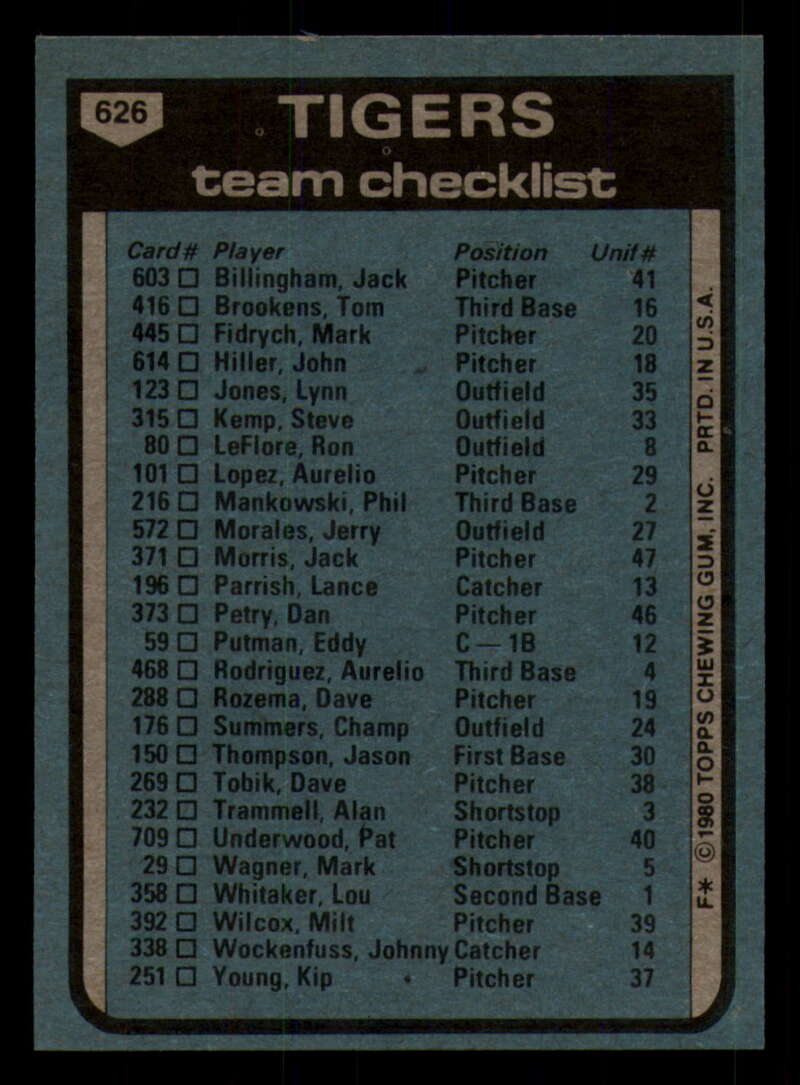 626
TIGERS
team checklist
Card# Player Position Unif#
603 □ Billingham, Jack Pitcher 41
416 □ Brookens, Tom Third Base 16
445 □ Fidrych, Mark Pitcher 20
614 □ Hiller, John Pitcher 18
123 □ Jones, Lynn Outfield 35
315 □ Kemp, Steve Outfield 33
80 □ LeFlore, Ron Outfield 8
101 □ Lopez, Aurelio Pitcher 29
216 □ Mankowski, Phil Third Base 2
572 □ Morales, Jerry Outfield 27
371 □ Morris, Jack Pitcher 47
196 □ Parrish, Lance Catcher 13
373 □ Petry, Dan Pitcher 46
59 □ Putman, Eddy C — 1B 12
468 □ Rodriguez, Aurelio Third Base 4
288 □ Rozema, Dave Pitcher 19
176 □ Summers, Champ Outfield 24
150 □ Thompson, Jason First Base 30
269 □ Tobik, Dave Pitcher 38
232 □ Trammell, Alan Shortstop 3
709 □ Underwood, Pat Pitcher 40
29 □ Wagner, Mark Shortstop 5
358 □ Whitaker, Lou Second Base 1
392 □ Wilcox, Milt Pitcher 39
338 □ Wockenfuss, Johnny Catcher 14
251 □ Young, Kip Pitcher 37
F* ©1980 TOPPS CHEWING GUM, INC. PRTD. IN U.S.A.